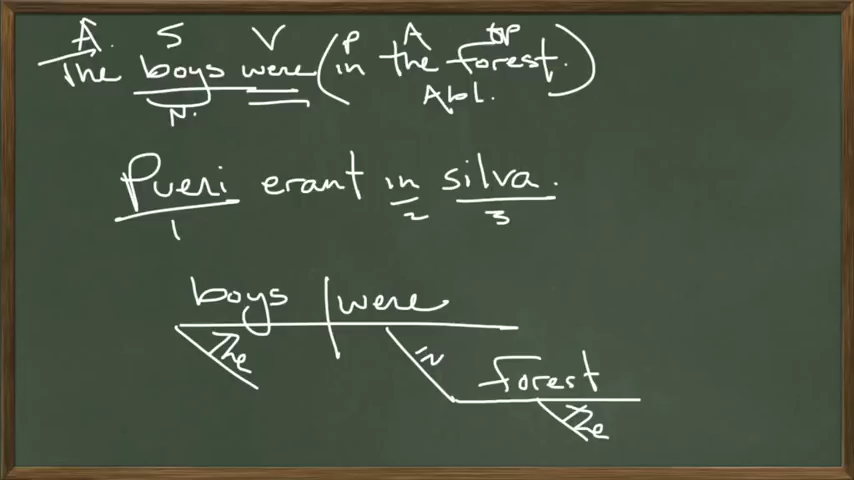 A. S V P A OP
The boys were (in the forest.)
N. Abl.
Pueri erant in silva.
1 2 3
boys | were
The in
forest
The